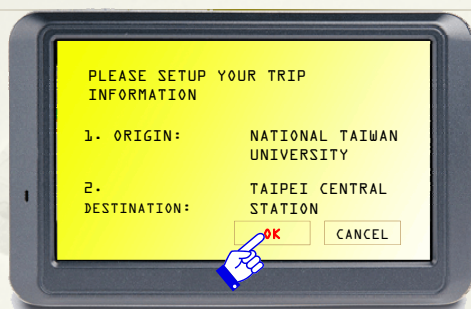 PLEASE SETUP YOUR TRIP
INFORMATION
1. ORIGIN: NATIONAL TAIWAN
UNIVERSITY
2. TAIPEI CENTRAL
DESTINATION: STATION
OK CANCEL